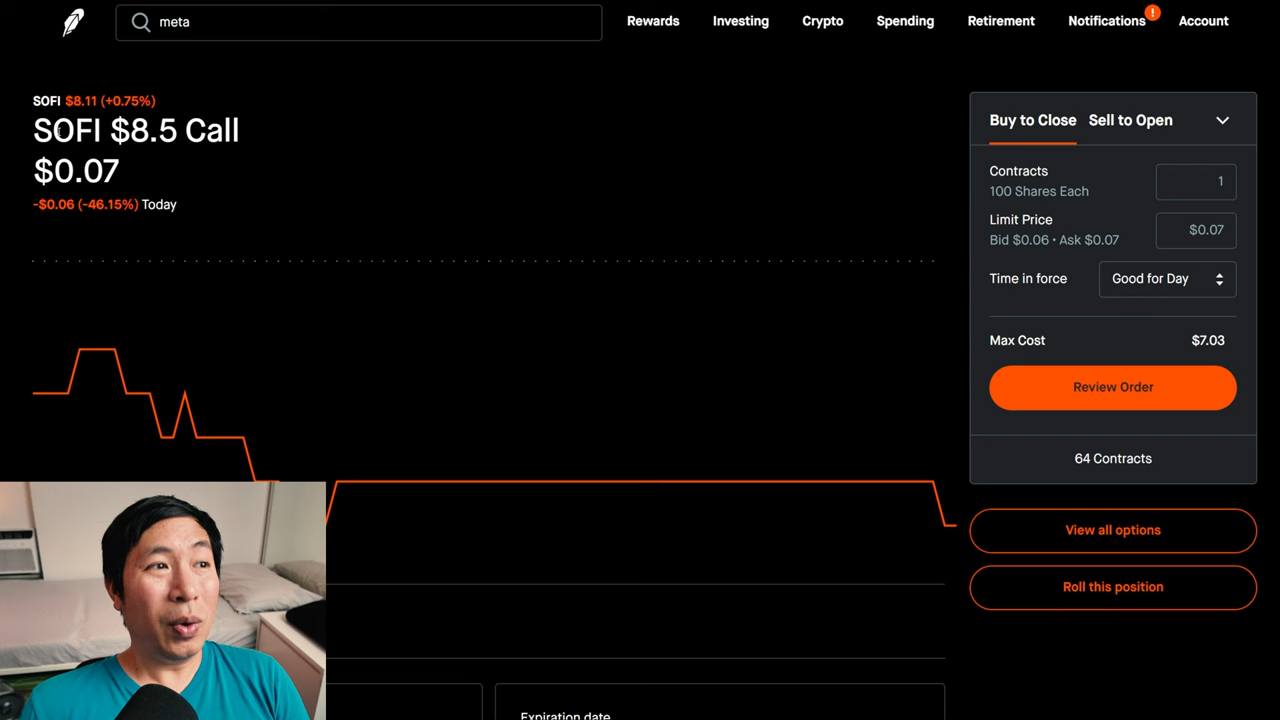 meta
Rewards
Investing
Crypto
Spending
Retirement
Notifications
!
Account
SOFI $8.11 (+0.75%)
SOFI $8.5 Call
$0.07
-$0.06 (-46.15%) Today
Buy to Close
Sell to Open
Contracts
100 Shares Each
1
Limit Price
Bid $0.06 • Ask $0.07
$0.07
Time in force
Good for Day
Max Cost
$7.03
Review Order
64 Contracts
View all options
Roll this position
Expiration date